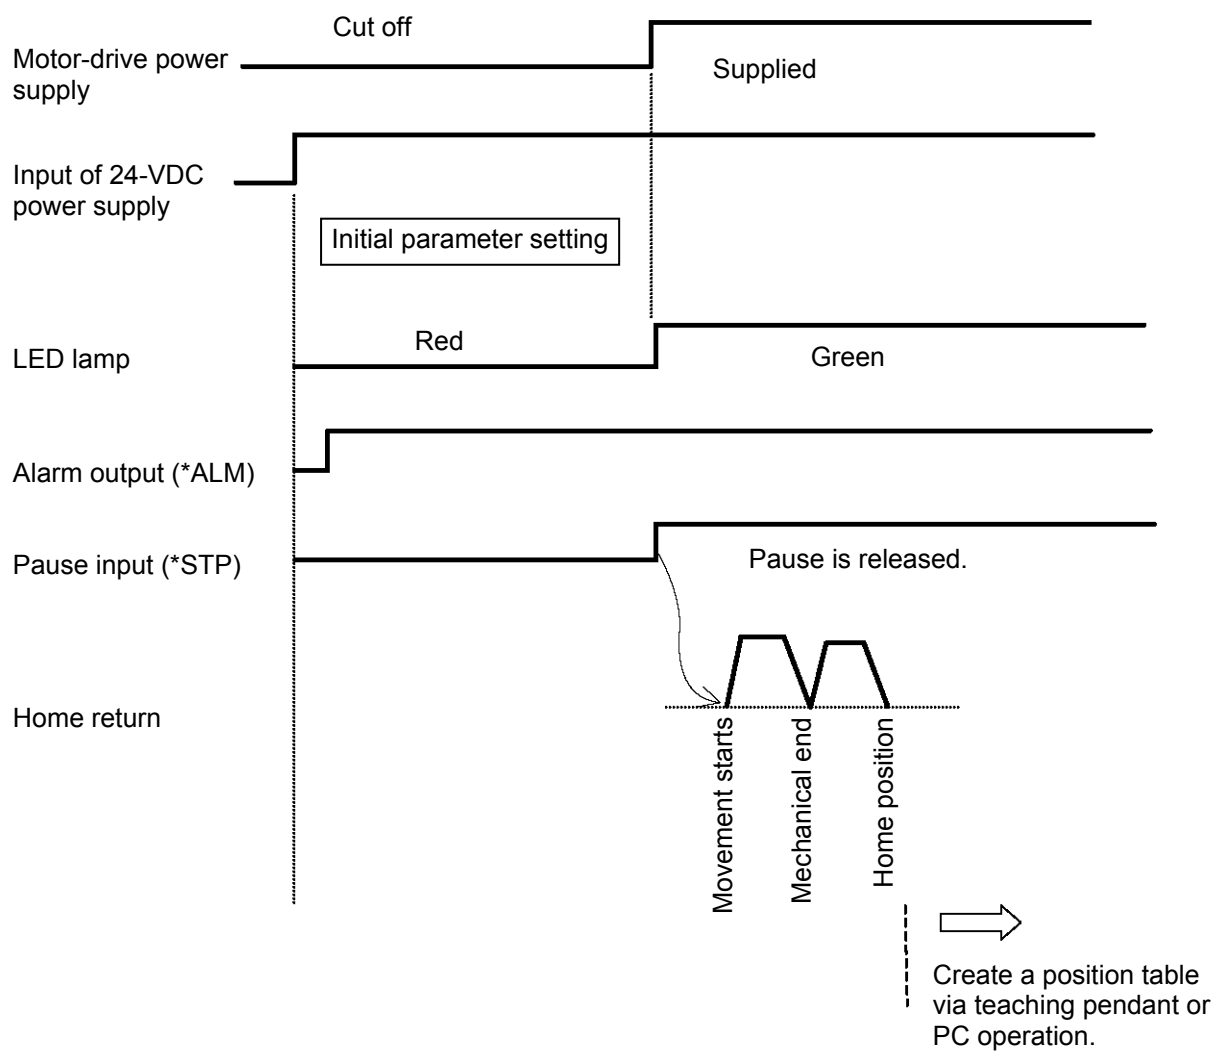 Cut off
Motor-drive power
supply
Supplied
Input of 24-VDC
power supply
Initial parameter setting
Red
LED lamp
Green
Alarm output (*ALM)
Pause input (*STP)
Pause is released.
Home return
Movement starts
Mechanical end
Home position
Create a position table
via teaching pendant or
PC operation.